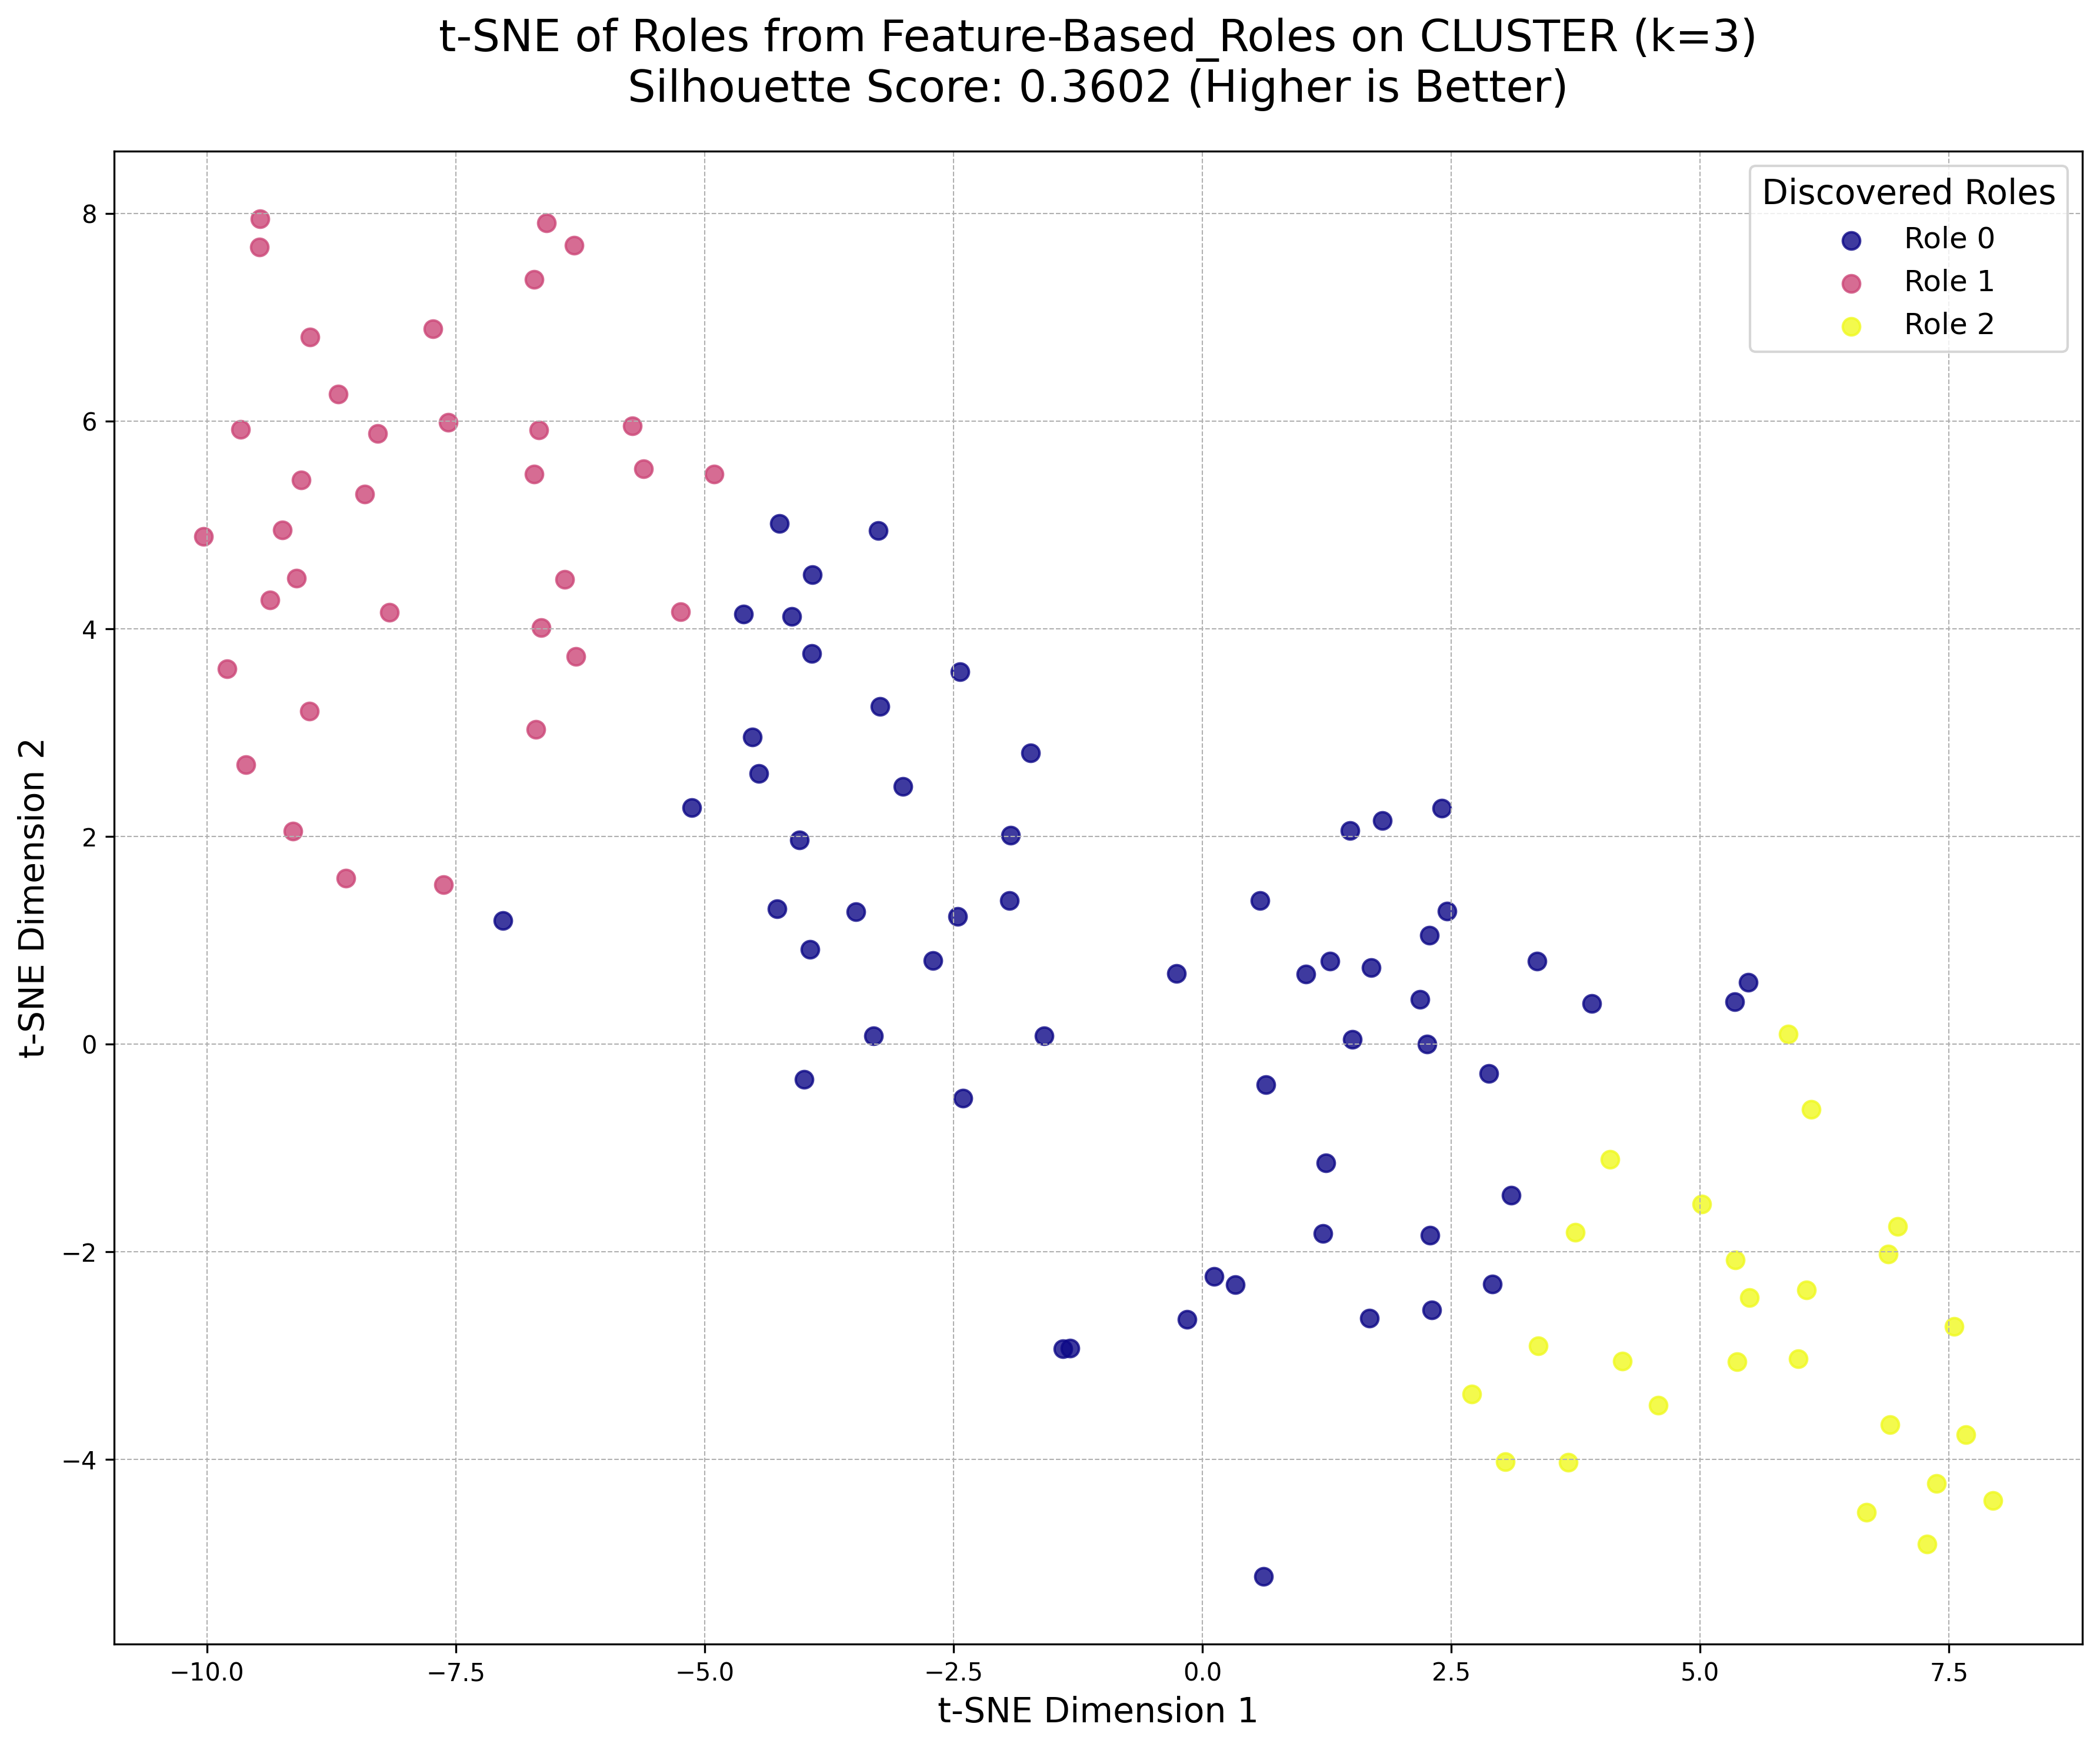 t-SNE of Roles from Feature-Based_Roles on CLUSTER (k=3)
Silhouette Score: 0.3602 (Higher is Better)
Discovered Roles
Role 0
Role 1
Role 2
t-SNE Dimension 2
8
6
4
2
0
−2
−4
−10.0
−7.5
−5.0
−2.5
0.0
2.5
5.0
7.5
t-SNE Dimension 1